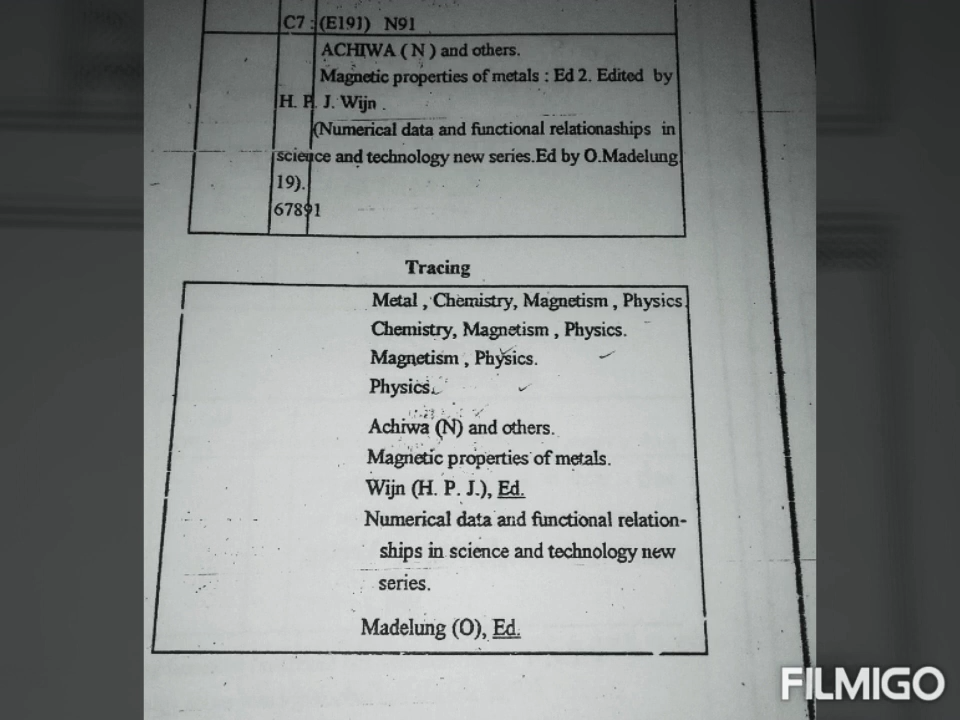 C7 : (E191) N91
ACHIWA ( N ) and others.
Magnetic properties of metals : Ed 2. Edited by
H. P. J. Wijn .
(Numerical data and functional relationaships in
science and technology new series.Ed by O.Madelung
19).
67891
Tracing
Metal , Chemistry, Magnetism , Physics.
Chemistry, Magnetism , Physics.
Magnetism , Physics.
Physics.
Achiwa (N) and others.
Magnetic properties of metals.
Wijn (H. P. J.), Ed.
Numerical data and functional relation-
ships in science and technology new
series.
Madelung (O), Ed.
FILMIGO